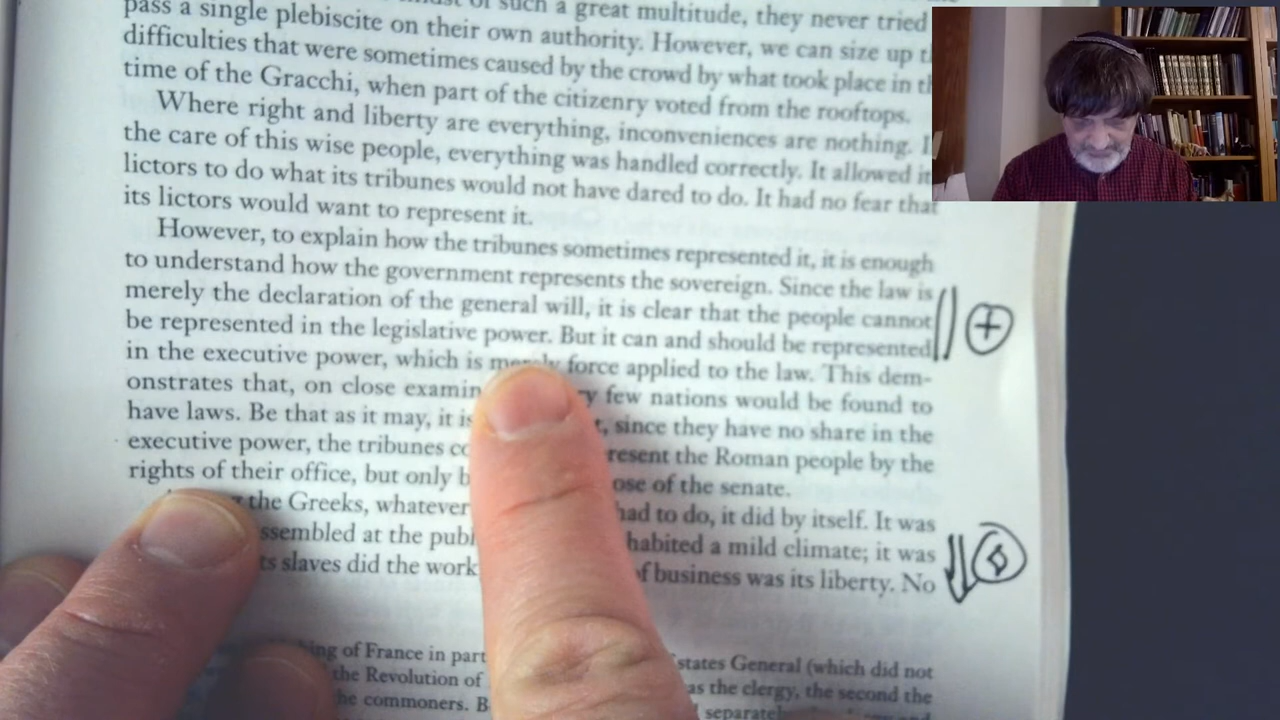 of such a great multitude, they never tried
pass a single plebiscite on their own authority. However, we can size up
difficulties that were sometimes caused by the crowd by what took place in
time of the Gracchi, when part of the citizenry voted from the rooftops.
Where right and liberty are everything, inconveniences are nothing.
the care of this wise people, everything was handled correctly. It allowed
lictors to do what its tribunes would not have dared to do. It had no fear that
its lictors would want to represent it.
However, to explain how the tribunes sometimes represented it, it is enough
to understand how the government represents the sovereign. Since the law is
merely the declaration of the general will, it is clear that the people cannot
be represented in the legislative power. But it can and should be represented
in the executive power, which is merely force applied to the law. This dem-
onstrates that, on close few nations would be found to
have laws. Be that as it may, it is since they have no share in the
executive power, the tribunes the Roman people by the
rights of their office, but only of the senate.
the Greeks, whatever had to do, it did by itself. It was
at the a mild climate; it was
slaves did the work business was its liberty. No
of France in States General (which did not
the Revolution of as the clergy, the second the
commoners.